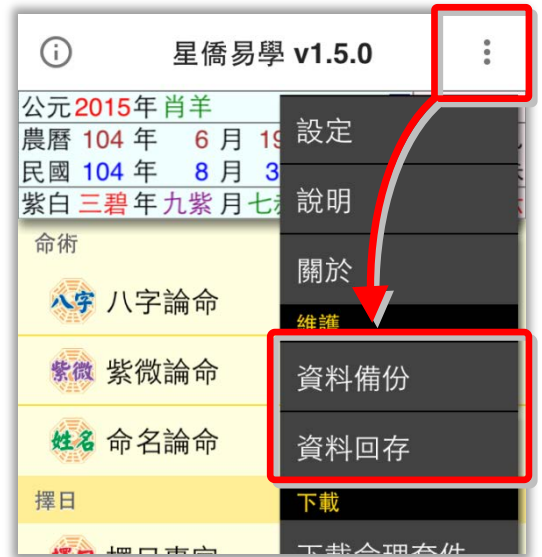 星僑易學 v1.5.0
公元2015年 肖羊
農曆 104 年 6 月 19
民國 104 年 8 月 3
紫白 三碧 年 九紫 月 七
設定
說明
關於
維護
資料備份
資料回存
下載
命術
八字 八字論命
紫微 紫微論命
姓名 命名論命
擇日